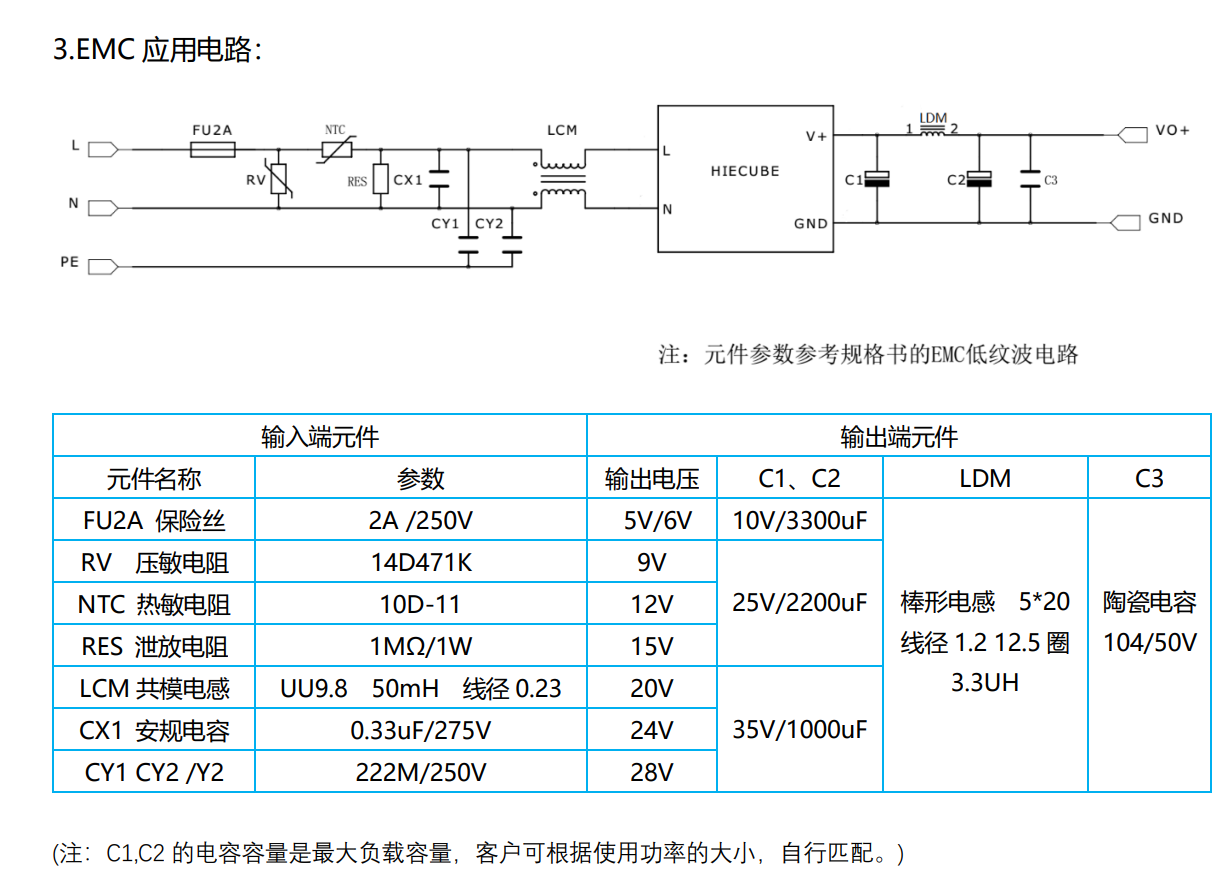 3.EMC 应用电路：
FU2A
NTC
LCM
LDM
1
2
VO+
L
RV
RES
CX1
L
HIECUBE
V+
C1
C2
C3
N
CY1
CY2
N
GND
GND
PE
注：元件参数参考规格书的EMC低纹波电路
输入端元件 输出端元件
元件名称 参数 输出电压 C1、C2 LDM C3
FU2A 保险丝 2A /250V 5V/6V 10V/3300uF
RV 压敏电阻 14D471K 9V
NTC 热敏电阻 10D-11 12V 25V/2200uF 棒形电感 5*20 陶瓷电容
RES 泄放电阻 1MΩ/1W 15V 线径 1.2 12.5 圈 104/50V
LCM 共模电感 UU9.8 50mH 线径 0.23 20V 3.3UH
CX1 安规电容 0.33uF/275V 24V 35V/1000uF
CY1 CY2 /Y2 222M/250V 28V
(注：C1,C2 的电容容量是最大负载容量，客户可根据使用功率的大小，自行匹配。)